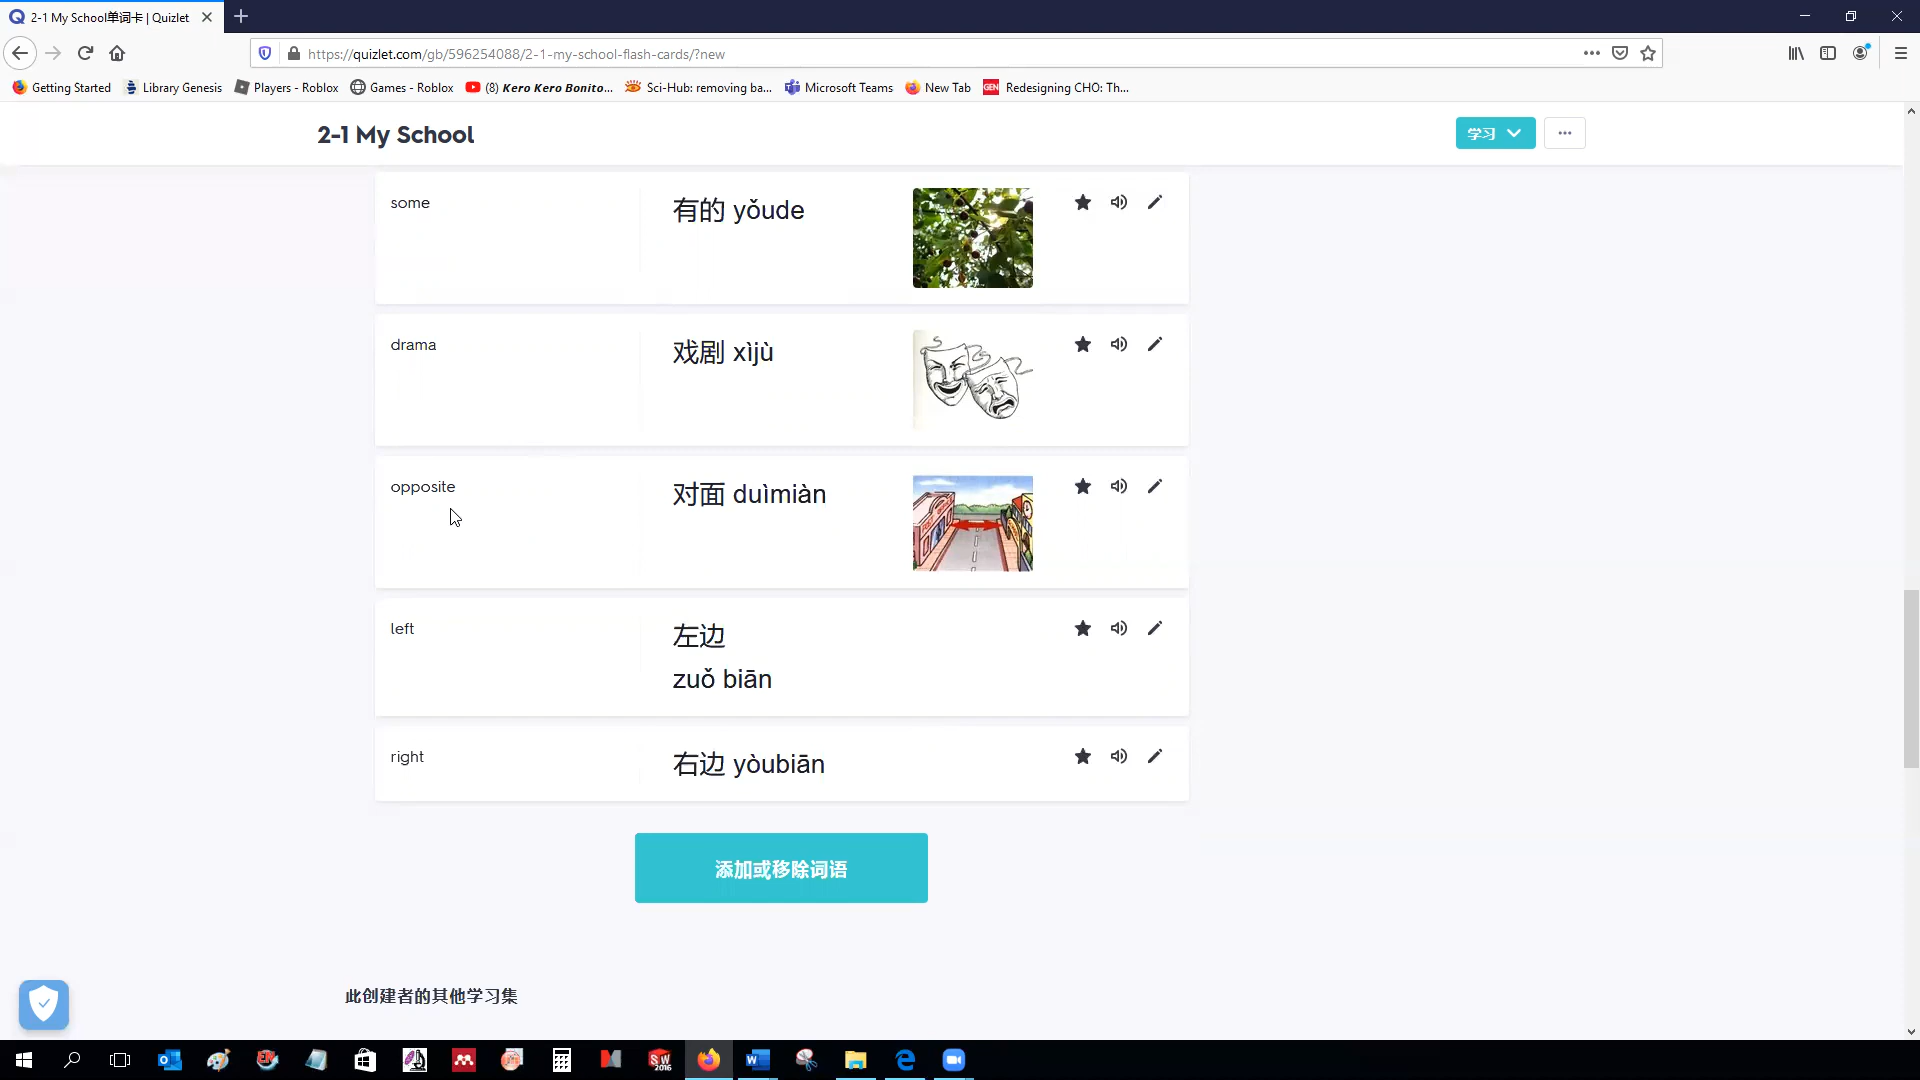 2-1 My School单词卡 | Quizlet
https://quizlet.com/gb/596254088/2-1-my-school-flash-cards/?new
Getting Started
Library Genesis
Players - Roblox
Games - Roblox
(8) Kero Kero Bonito...
Sci-Hub: removing ba...
Microsoft Teams
New Tab
GEN
Redesigning CHO: Th...
2-1 My School
学习
some
有的 yǒude
drama
戏剧 xìjù
opposite
对面 duìmiàn
left
左边
zuǒ biān
right
右边 yòubiān
添加或移除词语
此创建者的其他学习集
SW
2016